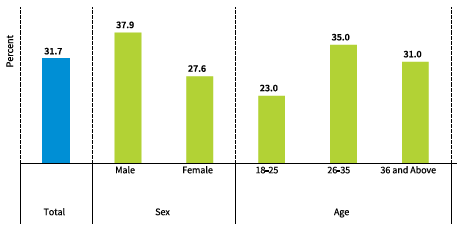 Percent
31.7
37.9
27.6
23.0
35.0
31.0
Male
Female
18-25
26-35
36 and Above
Total
Sex
Age